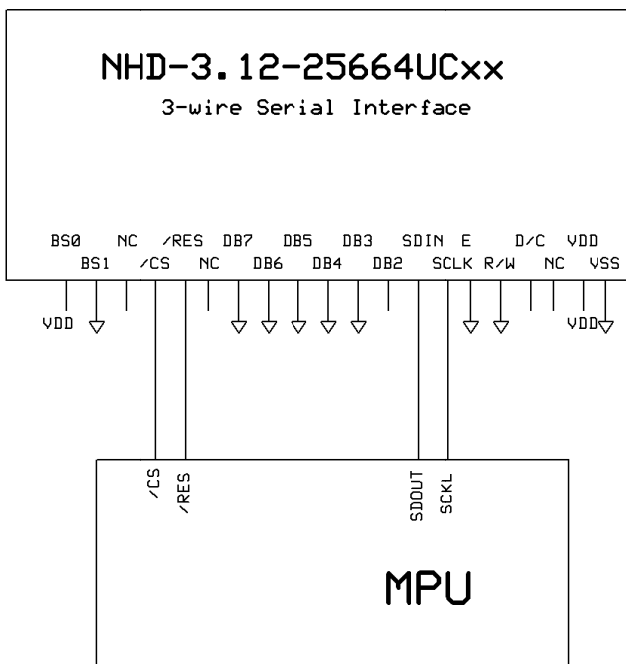 NHD-3.12-25664UCxx
3-wire Serial Interface
BS0 NC /RES DB7 DB5 DB3 SDIN E D/C VDD
BS1 /CS NC DB6 DB4 DB2 SCLK R/W NC VSS
VDD VDD
/CS
/RES
SDOUT
SCKL
MPU